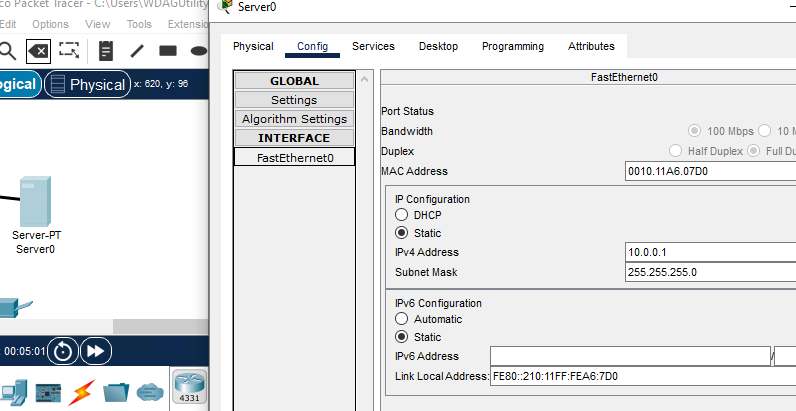 co Packet Tracer - C:\Users\WDAGUtility
Server0
Edit Options View Tools Extensio
Physical Config Services Desktop Programming Attributes
ogical Physical x: 620, y: 96
GLOBAL
Settings
Algorithm Settings
INTERFACE
FastEthernet0
FastEthernet0
Port Status
Bandwidth 100 Mbps 10 M
Duplex Half Duplex Full Du
MAC Address 0010.11A6.07D0
IP Configuration
DHCP
Static
IPv4 Address 10.0.0.1
Subnet Mask 255.255.255.0
IPv6 Configuration
Automatic
Static
IPv6 Address /
Link Local Address: FE80::210:11FF:FEA6:7D0
Server-PT
Server0
00:05:01
4331